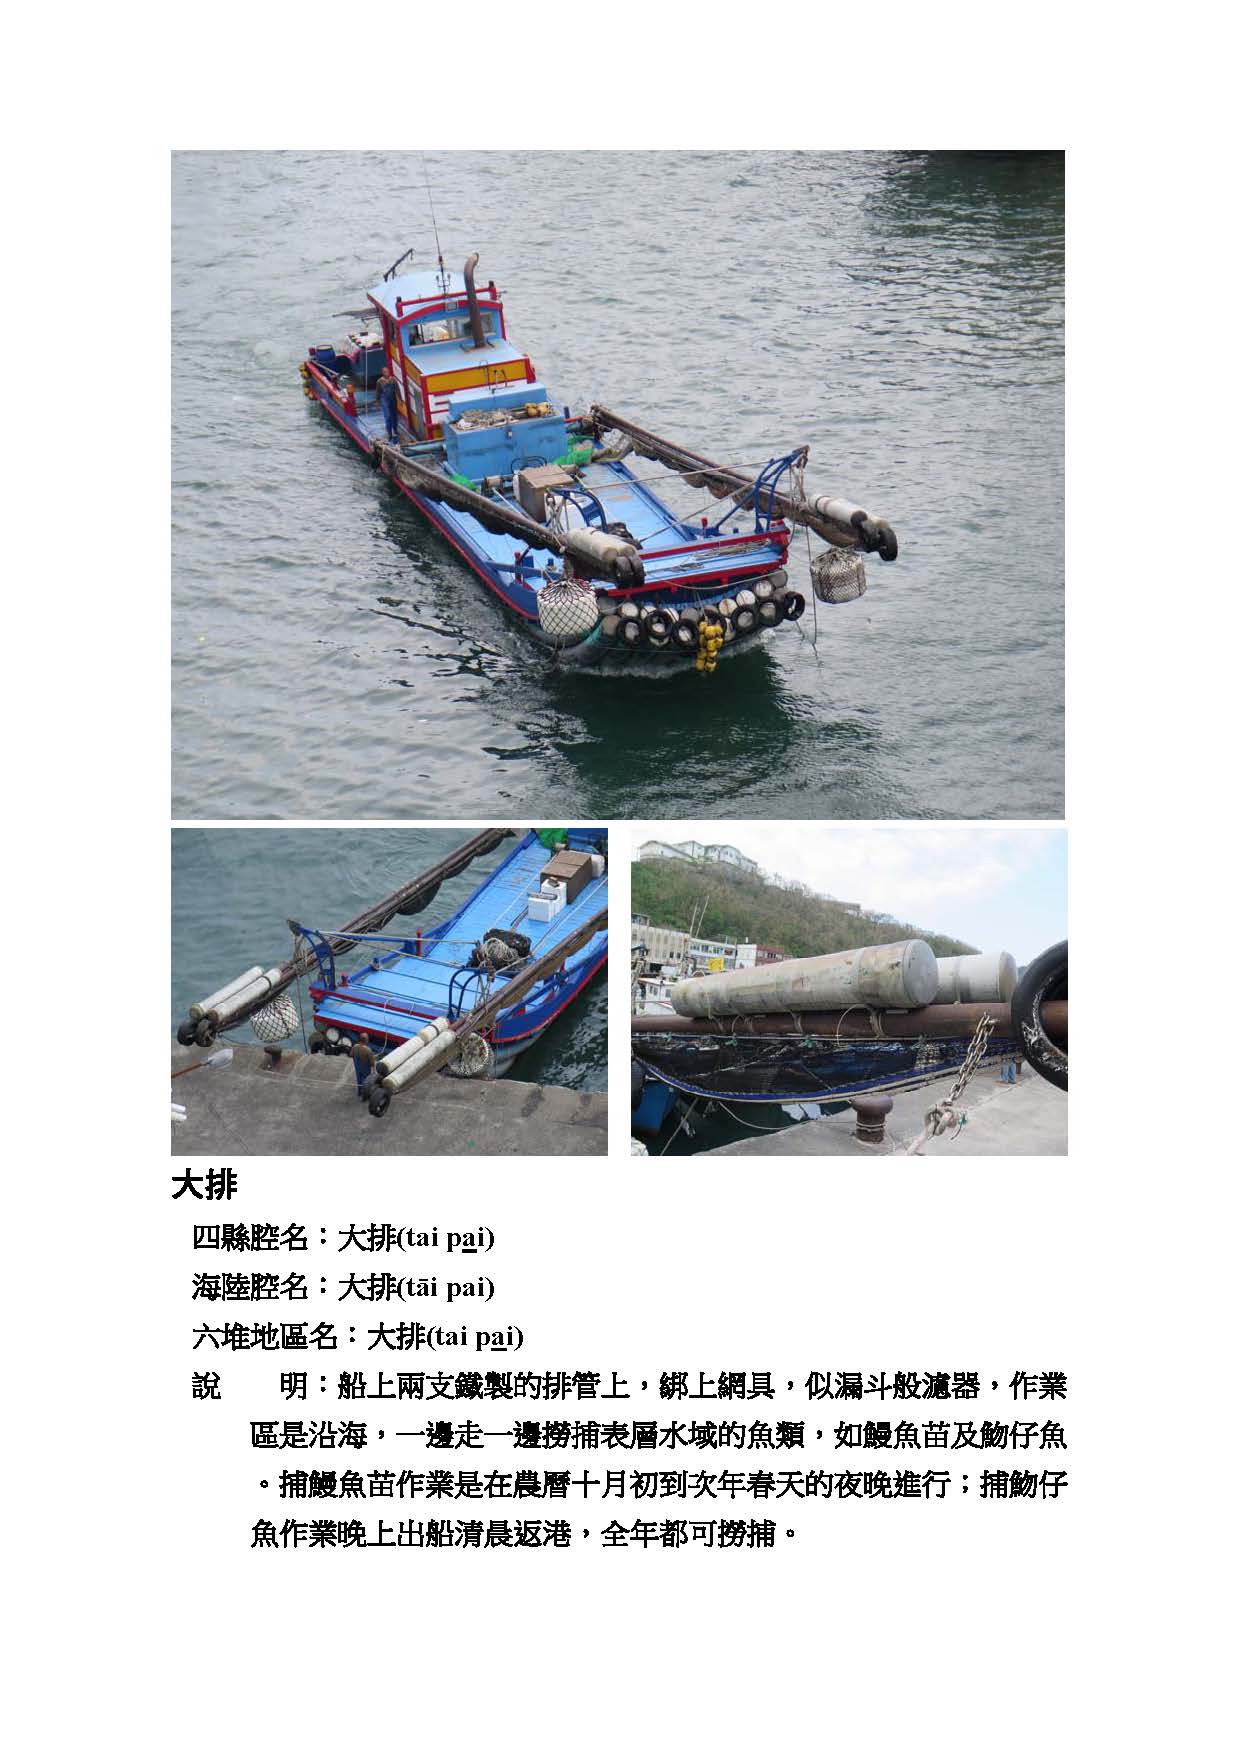 大排
四縣腔名：大排(tai pa̲i)
海陸腔名：大排(tāi pai)
六堆地區名：大排(tai pa̲i)
說　　明：船上兩支鐵製的排管上，綁上網具，似漏斗般濾器，作業
區是沿海，一邊走一邊撈捕表層水域的魚類，如鰻魚苗及魩仔魚
。捕鰻魚苗作業是在農曆十月初到次年春天的夜晚進行；捕魩仔
魚作業晚上出船清晨返港，全年都可撈捕。